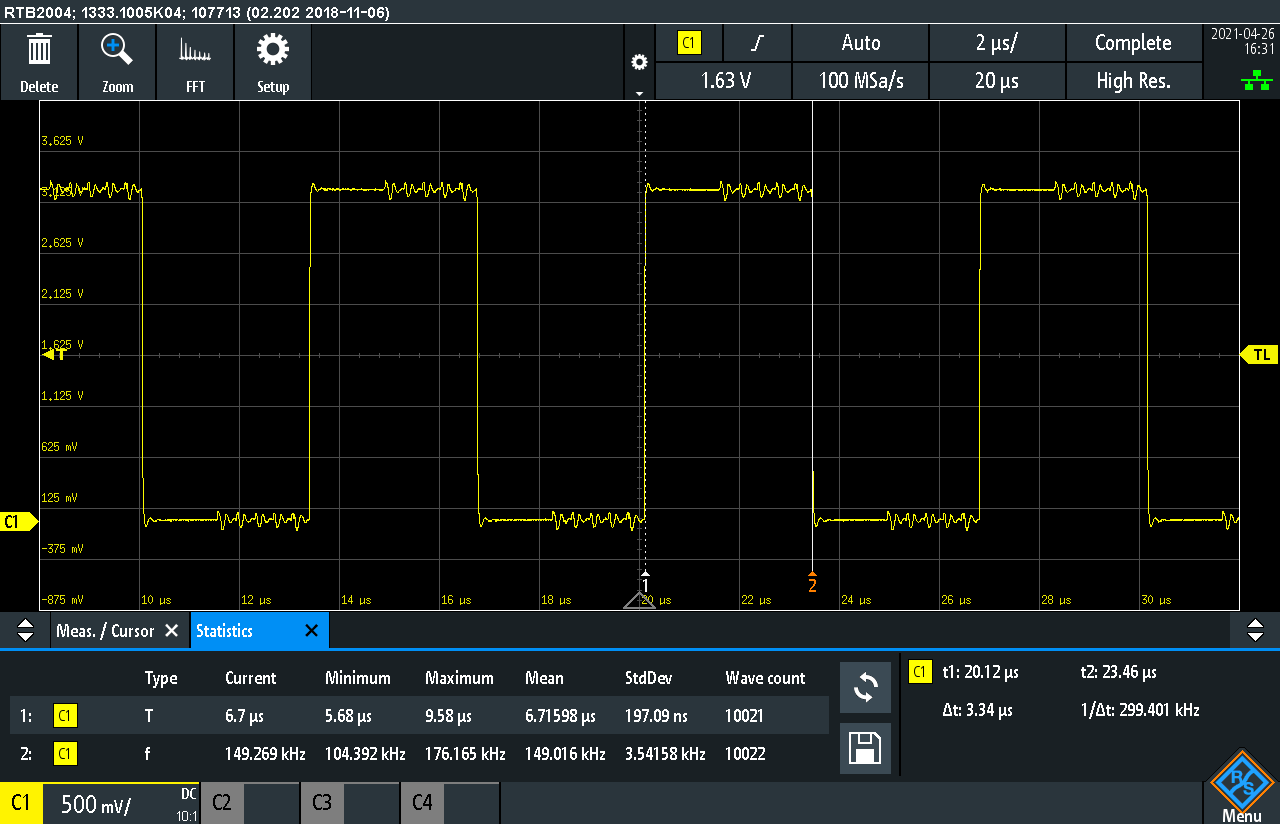 RTB2004; 1333.1005K04; 107713 (02.202 2018-11-06)
Delete Zoom FFT Setup
C1 Auto 2 µs/ Complete 2021-04-26
16:31
1.63 V 100 MSa/s 20 µs High Res.
3.625 V
3.125 V
2.625 V
2.125 V
1.625 V
T TL
1.125 V
625 mV
125 mV
C1
-375 mV
1 2
-875 mV 10 µs 12 µs 14 µs 16 µs 18 µs 20 µs 22 µs 24 µs 26 µs 28 µs 30 µs
Meas. / Cursor Statistics
Type Current Minimum Maximum Mean StdDev Wave count
1: C1 T 6.7 µs 5.68 µs 9.58 µs 6.71598 µs 197.09 ns 10021
2: C1 f 149.269 kHz 104.392 kHz 176.165 kHz 149.016 kHz 3.54158 kHz 10022
C1 t1: 20.12 µs t2: 23.46 µs
Δt: 3.34 µs 1/Δt: 299.401 kHz
C1 500 mV/ DC
10:1
C2 C3 C4
R S
Menu